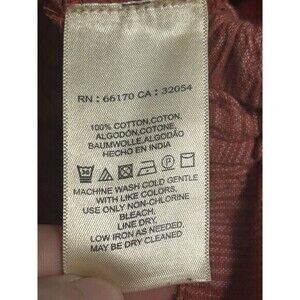 RN : 66170 CA : 32054
100% COTTON,COTON,
ALGODÓN,COTONE,
BAUMWOLLE,ALGODÃO
HECHO EN INDIA
MACHINE WASH COLD GENTLE
WITH LIKE COLORS,
USE ONLY NON-CHLORINE
BLEACH.
LINE DRY.
LOW IRON AS NEEDED.
MAY BE DRY CLEANED